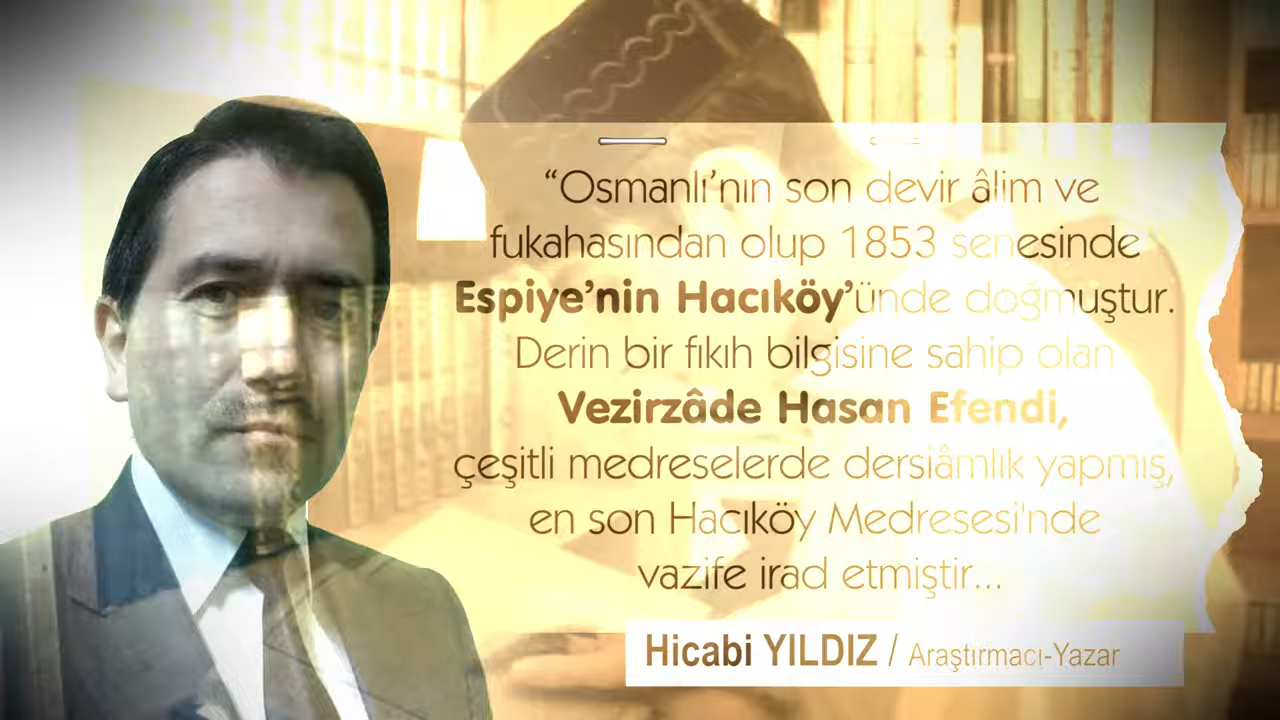 “Osmanlı’nın son devir âlim ve
fukahasından olup 1853 senesinde
Espiye’nin Hacıköy’ünde doğmuştur.
Derin bir fıkıh bilgisine sahip olan
Vezirzâde Hasan Efendi,
çeşitli medreselerde dersiâmlık yapmış,
en son Hacıköy Medresesi'nde
vazife irad etmiştir...
Hicabi YILDIZ / Araştırmacı-Yazar